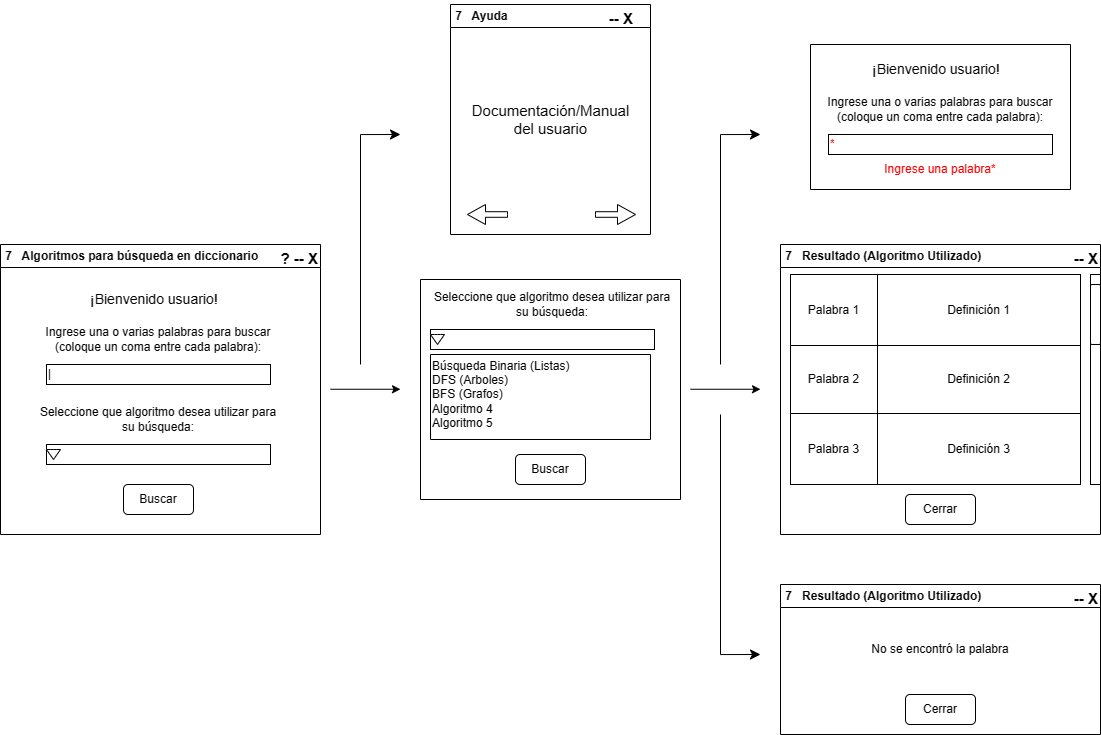 7 Ayuda -- X
Documentación/Manual
del usuario
¡Bienvenido usuario!
Ingrese una o varias palabras para buscar
(coloque un coma entre cada palabra):
*
Ingrese una palabra*
7 Algoritmos para búsqueda en diccionario ? -- X
¡Bienvenido usuario!
Ingrese una o varias palabras para buscar
(coloque un coma entre cada palabra):
|
Seleccione que algoritmo desea utilizar para
su búsqueda:
Buscar
Seleccione que algoritmo desea utilizar para
su búsqueda:
Búsqueda Binaria (Listas)
DFS (Arboles)
BFS (Grafos)
Algoritmo 4
Algoritmo 5
Buscar
7 Resultado (Algoritmo Utilizado) -- X
Palabra 1 Definición 1
Palabra 2 Definición 2
Palabra 3 Definición 3
Cerrar
7 Resultado (Algoritmo Utilizado) -- X
No se encontró la palabra
Cerrar